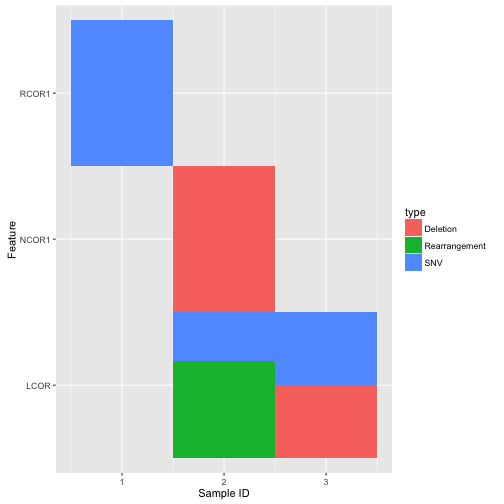 RCOR1
NCOR1
LCOR
Feature
1 2 3
Sample ID
type
Deletion
Rearrangement
SNV